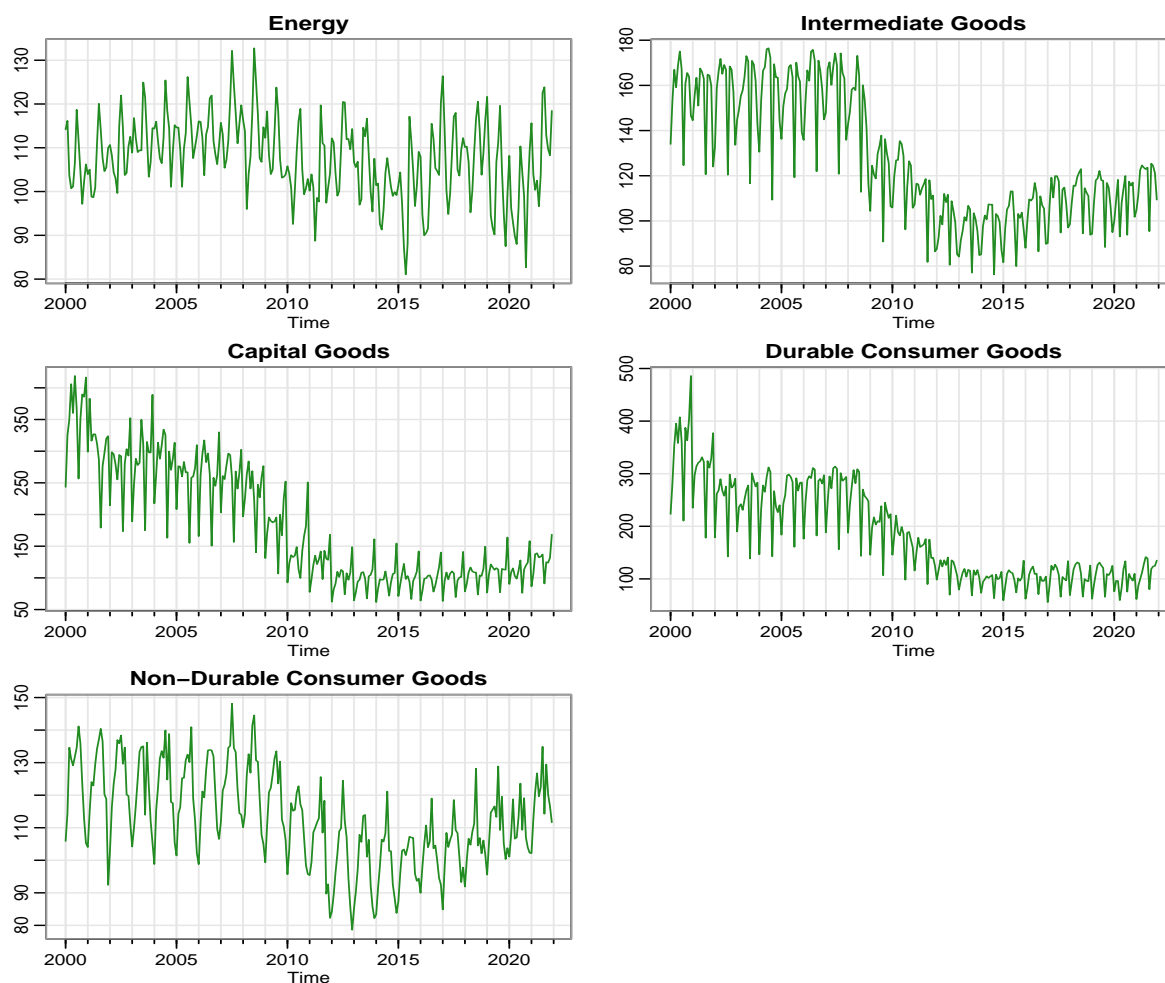 Energy
130
120
110
100
90
80
2000 2005 2010 2015 2020
Time
Intermediate Goods
180
160
140
120
100
80
2000 2005 2010 2015 2020
Time
Capital Goods
350
250
150
50
2000 2005 2010 2015 2020
Time
Durable Consumer Goods
500
400
300
200
100
2000 2005 2010 2015 2020
Time
Non−Durable Consumer Goods
150
130
110
90
80
2000 2005 2010 2015 2020
Time